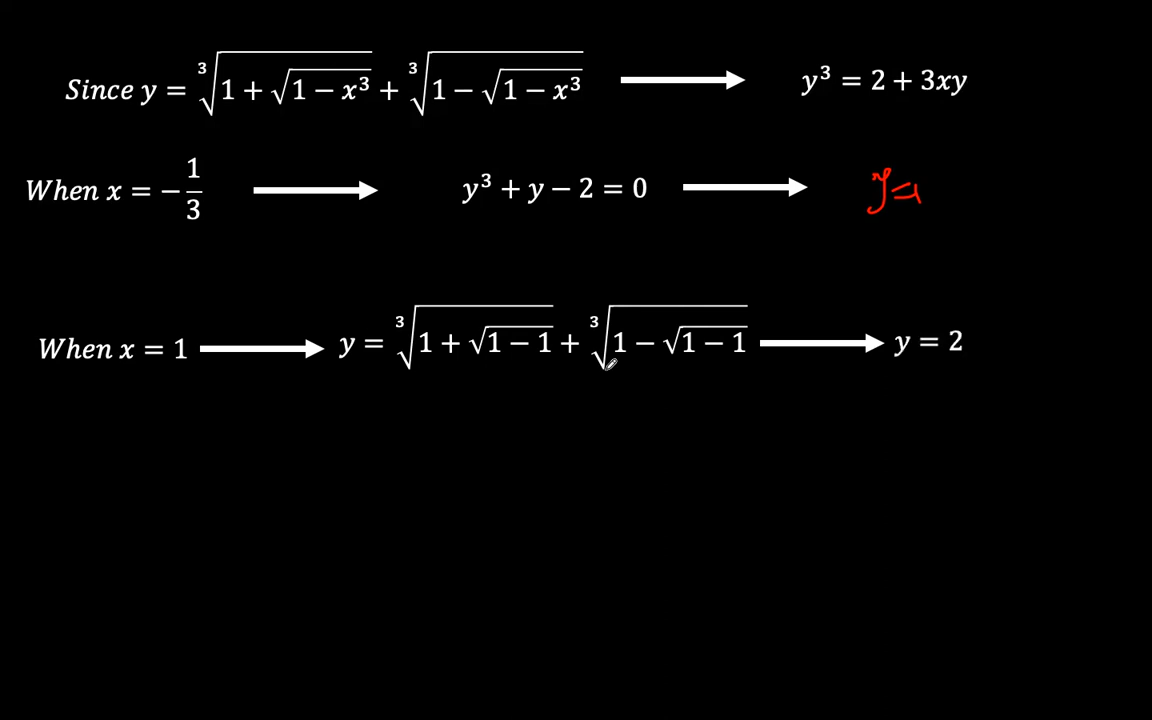 Since y = ∛(1 + √(1 − x³)) + ∛(1 − √(1 − x³)) ⟶ y³ = 2 + 3xy
When x = −1/3 ⟶ y³ + y − 2 = 0 ⟶ y=1
When x = 1 ⟶ y = ∛(1 + √(1 − 1)) + ∛(1 − √(1 − 1)) ⟶ y = 2